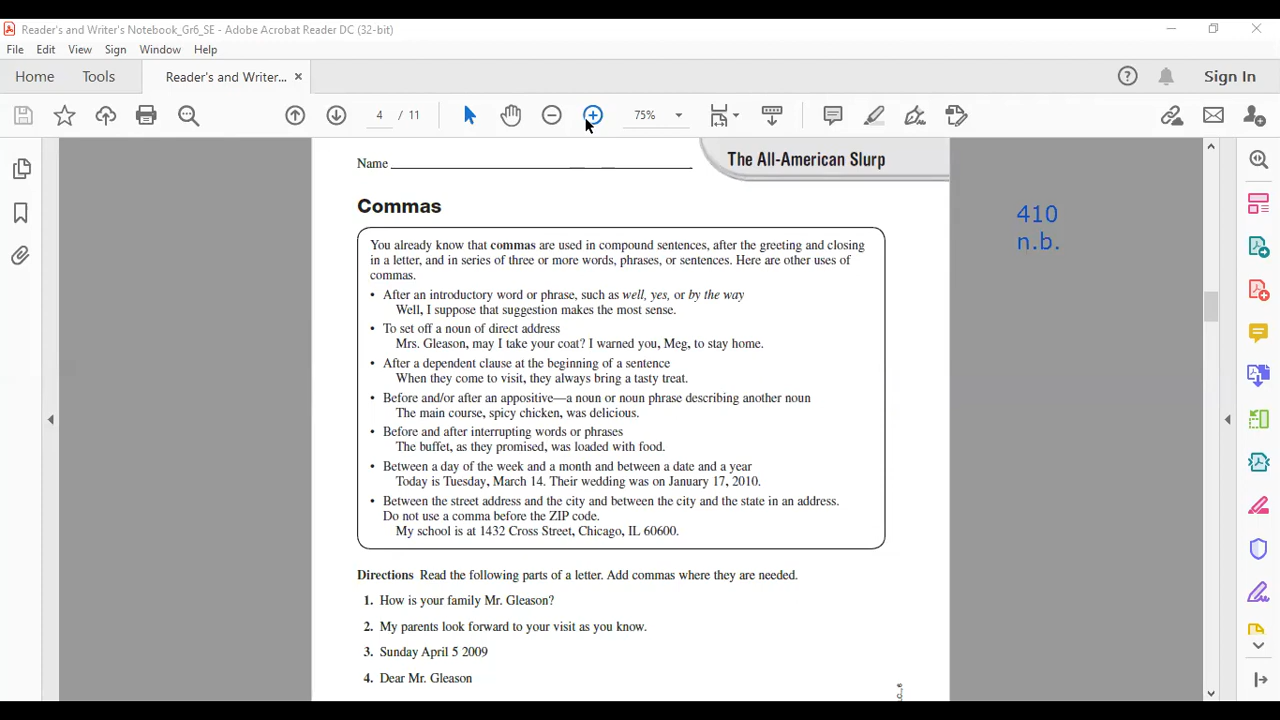 Reader's and Writer's Notebook_Gr6_SE - Adobe Acrobat Reader DC (32-bit)
File Edit View Sign Window Help
Home Tools Reader's and Writer... × Sign In
4 / 11 75%
Name
The All-American Slurp
Commas
410
n.b.
You already know that commas are used in compound sentences, after the greeting and closing
in a letter, and in series of three or more words, phrases, or sentences. Here are other uses of
commas.
• After an introductory word or phrase, such as well, yes, or by the way
Well, I suppose that suggestion makes the most sense.
• To set off a noun of direct address
Mrs. Gleason, may I take your coat? I warned you, Meg, to stay home.
• After a dependent clause at the beginning of a sentence
When they come to visit, they always bring a tasty treat.
• Before and/or after an appositive—a noun or noun phrase describing another noun
The main course, spicy chicken, was delicious.
• Before and after interrupting words or phrases
The buffet, as they promised, was loaded with food.
• Between a day of the week and a month and between a date and a year
Today is Tuesday, March 14. Their wedding was on January 17, 2010.
• Between the street address and the city and between the city and the state in an address.
Do not use a comma before the ZIP code.
My school is at 1432 Cross Street, Chicago, IL 60600.
Directions Read the following parts of a letter. Add commas where they are needed.
1. How is your family Mr. Gleason?
2. My parents look forward to your visit as you know.
3. Sunday April 5 2009
4. Dear Mr. Gleason